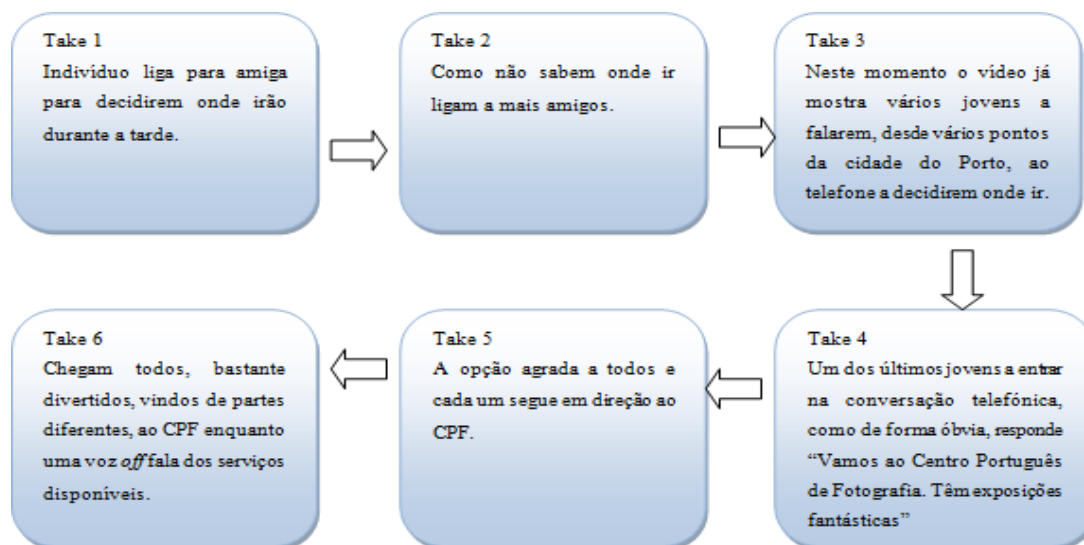 Take 1
Indivíduo liga para amiga
para decidirem onde irão
durante a tarde.
Take 2
Como não sabem onde ir
ligam a mais amigos.
Take 3
Neste momento o vídeo já
mostra vários jovens a
falarem, desde vários pontos
da cidade do Porto, ao
telefone a decidirem onde ir.
Take 4
Um dos últimos jovens a entrar
na conversação telefónica,
como de forma óbvia, responde
“Vamos ao Centro Português
de Fotografia. Têm exposições
fantásticas”
Take 5
A opção agrada a todos e
cada um segue em direção ao
CPF.
Take 6
Chegam todos, bastante
divertidos, vindos de partes
diferentes, ao CPF enquanto
uma voz off fala dos serviços
disponíveis.